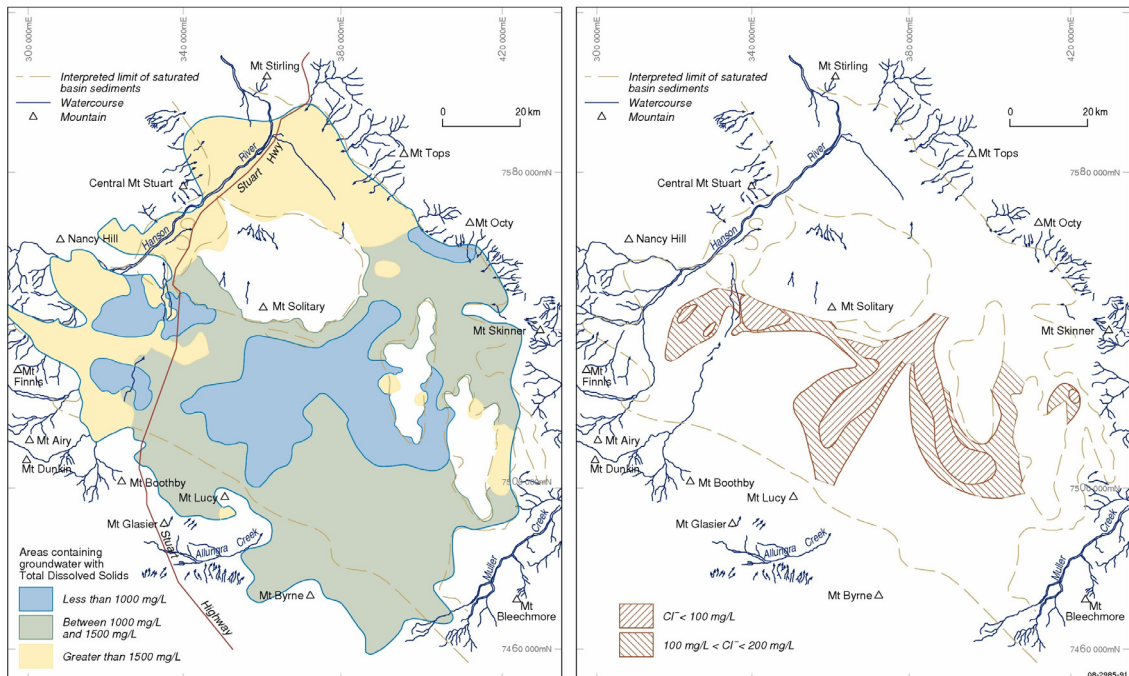 300 000mE
340 000mE
380 000mE
420 000mE
Interpreted limit of saturated
basin sediments
Watercourse
Mountain
Mt Stirling
0 20 km
River
Stuart
Hwy
Mt Tops
7580 000mN
Central Mt Stuart
Mt Octy
Nancy Hill
Hanson
Mt Solitary
Mt Skinner
Mt
Finnis
Mt Airy
Mt Dunkin
Mt Boothby
7500 000mN
Mt Lucy
Mt Glasier
Stuart
Allungra Creek
Muller Creek
Areas containing
groundwater with
Total Dissolved Solids
Less than 1000 mg/L
Between 1000 mg/L
and 1500 mg/L
Greater than 1500 mg/L
Mt Byrne
Mt
Bleechmore
Highway
7460 000mN
300 000mE
340 000mE
380 000mE
420 000mE
Interpreted limit of saturated
basin sediments
Watercourse
Mountain
Mt Stirling
0 20 km
River
Mt Tops
7580 000mN
Central Mt Stuart
Mt Octy
Nancy Hill
Hanson
Mt Solitary
Mt Skinner
Mt
Finnis
Mt Airy
Mt Dunkin
Mt Boothby
7500 000mN
Mt Lucy
Mt Glasier
Allungra Creek
Muller Creek
Mt Byrne
Mt
Bleechmore
Cl⁻ < 100 mg/L
100 mg/L < Cl⁻ < 200 mg/L
7460 000mN
08-2985-91